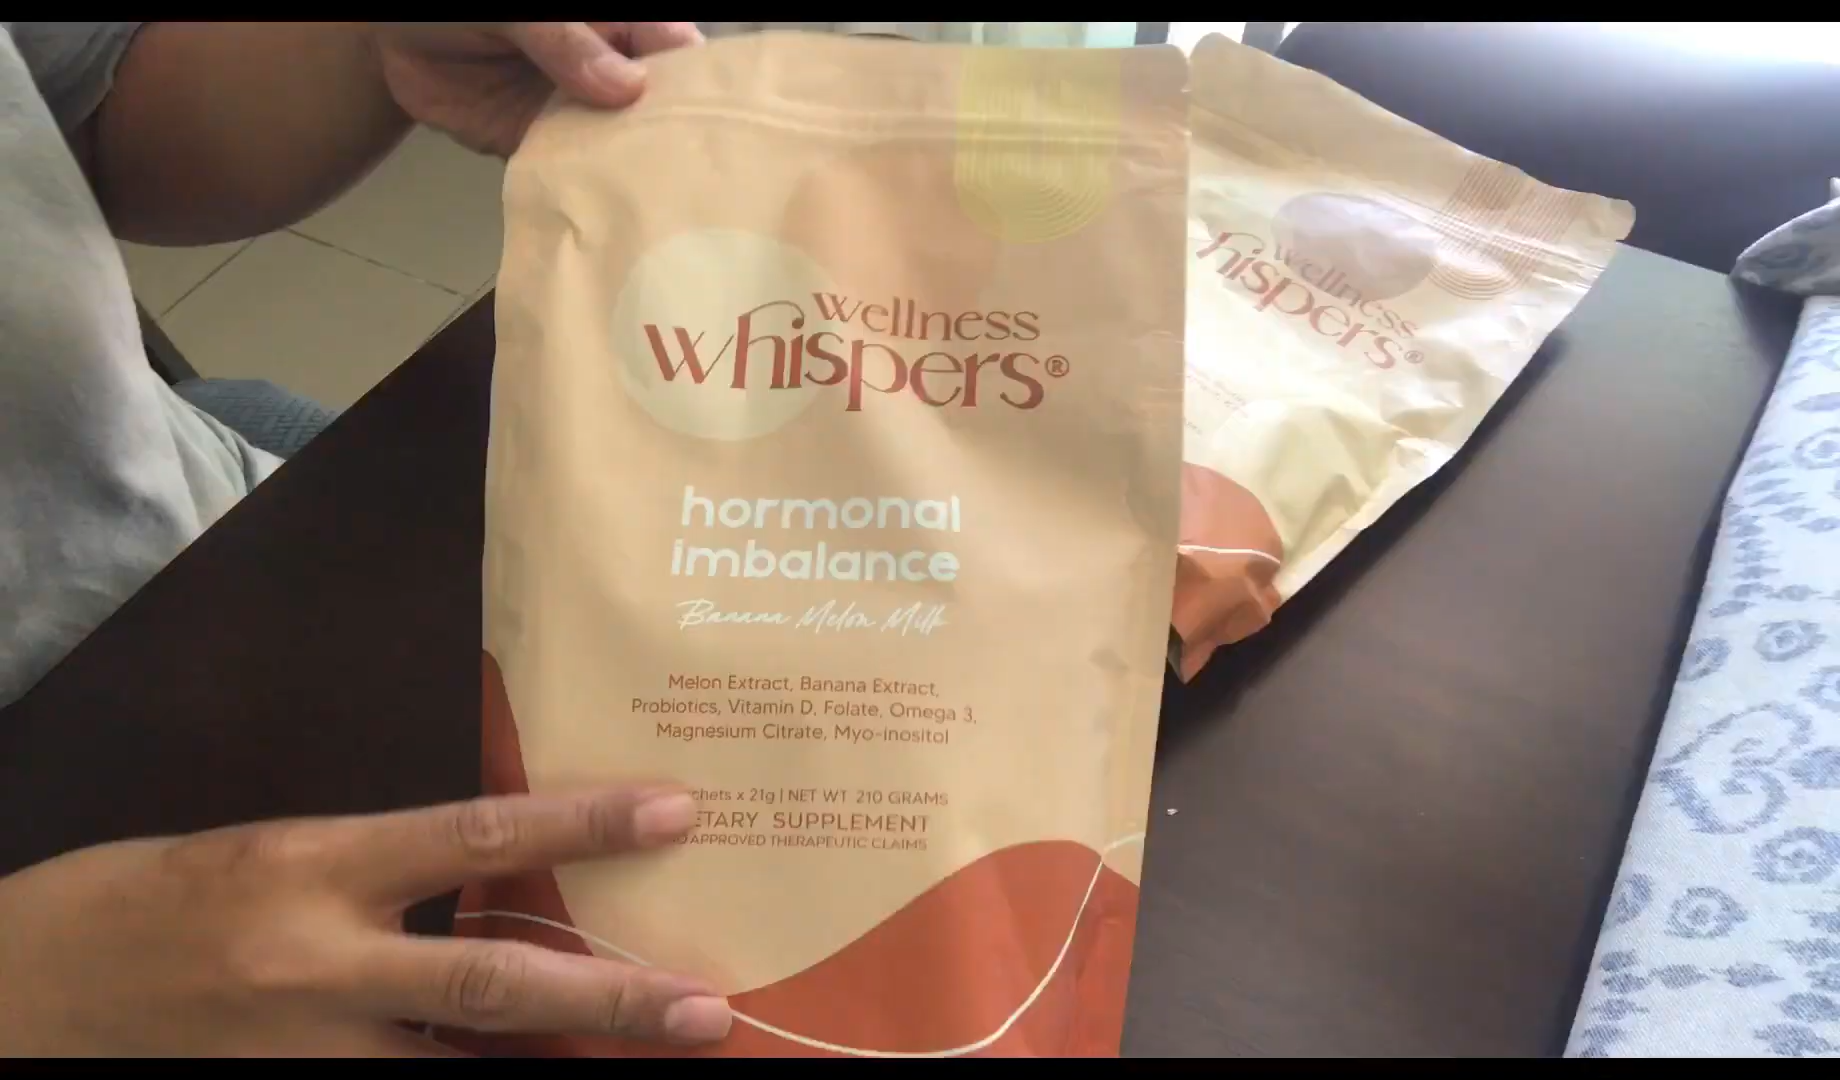 wellness
whispers®
hormonal
imbalance
Banana Melon Milk
Melon Extract, Banana Extract,
Probiotics, Vitamin D, Folate, Omega 3,
Magnesium Citrate, Myo-inositol
x 21g | NET WT 210 GRAMS
SUPPLEMENT
APPROVED THERAPEUTIC CLAIMS
wellness
hispers®